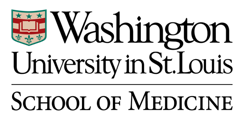 Washington
University in St. Louis
SCHOOL OF MEDICINE